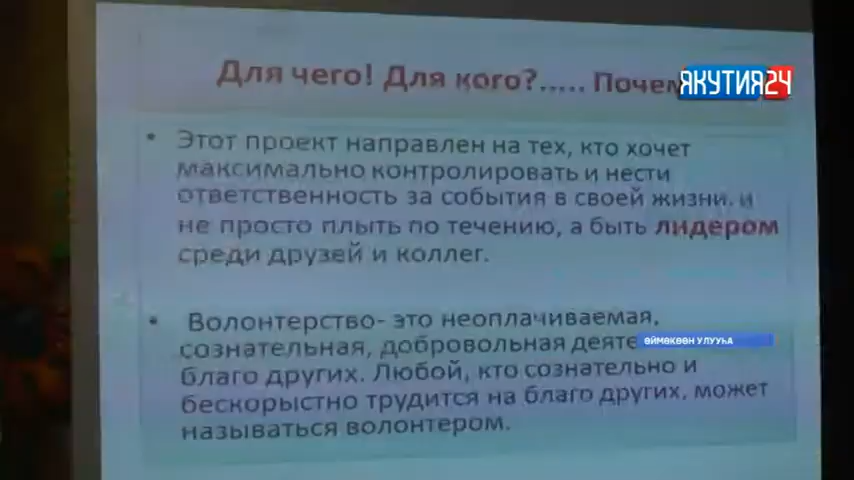 Для чего! Для кого?..... Почем
ЯКУТИЯ24
• Этот проект направлен на тех, кто хочет
максимально контролировать и нести
ответственность за события в своей жизни. и
не просто плыть по течению, а быть лидером
среди друзей и коллег.
• Волонтерство- это неоплачиваемая,
сознательная, добровольная деяте
ӨЙМӨКӨӨН УЛУУҺА
благо других. Любой, кто сознательно и
бескорыстно трудится на благо других, может
называться волонтером.